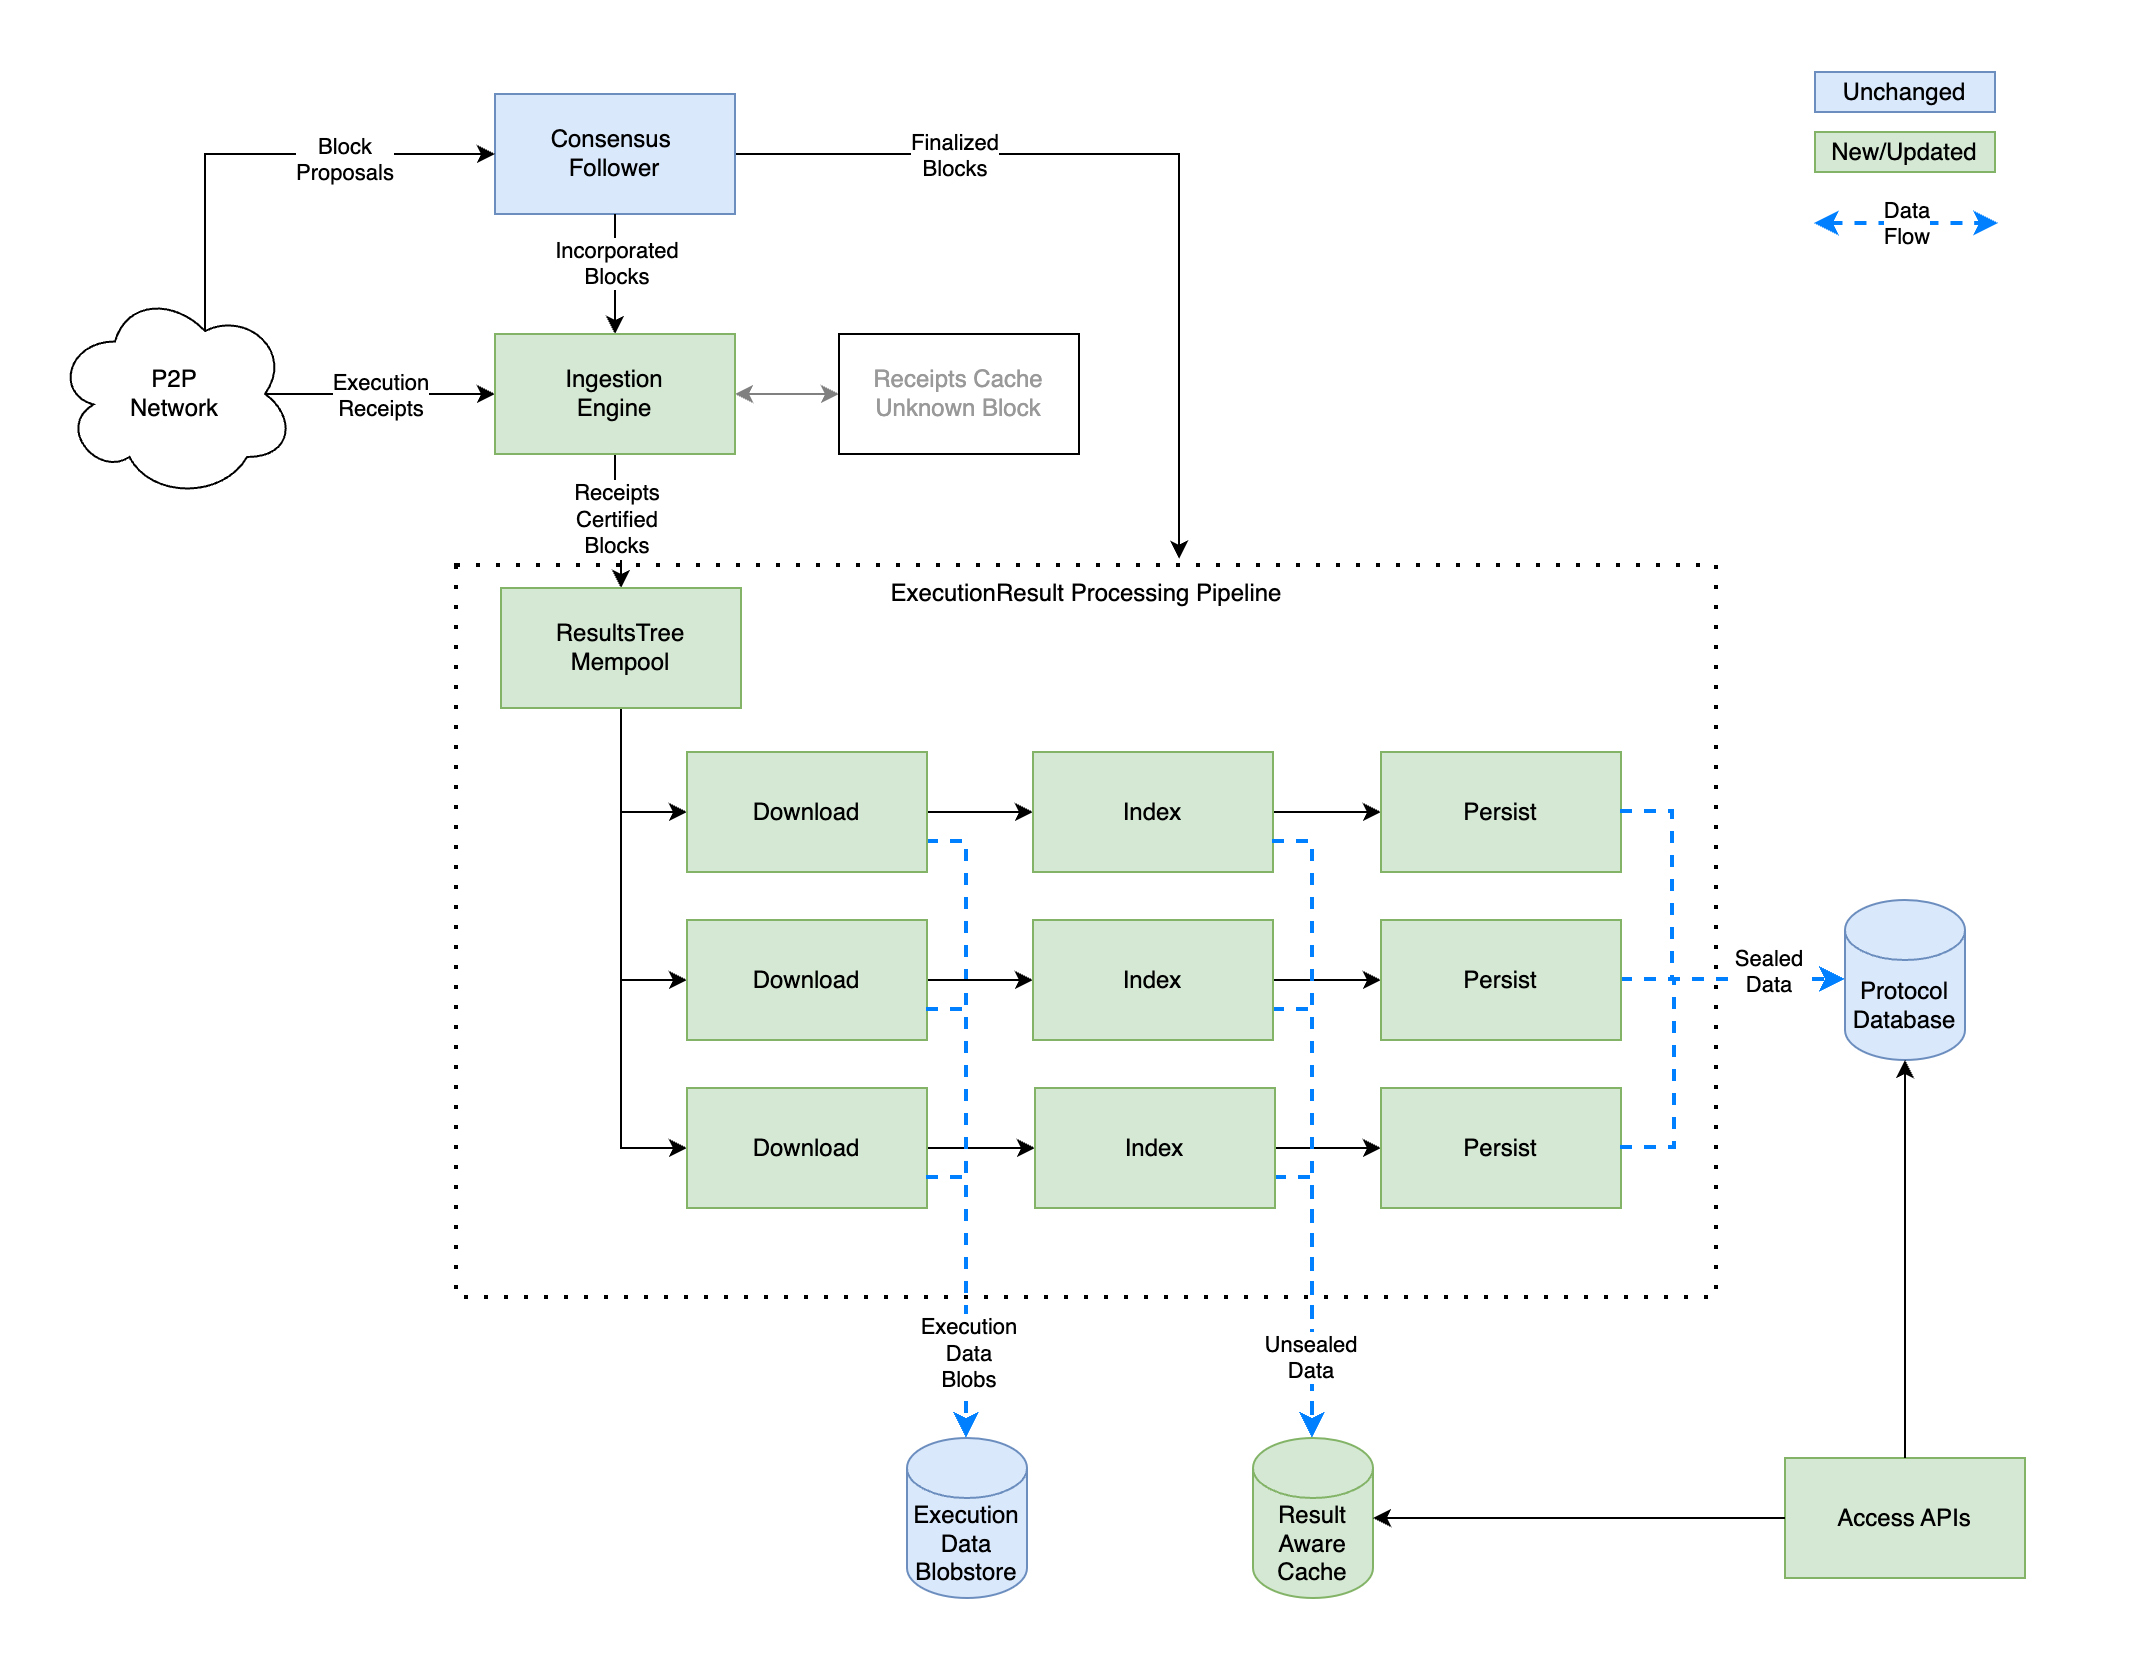 Unchanged
New/Updated
Data
Flow
Block
Proposals
Consensus
Follower
Finalized
Blocks
Incorporated
Blocks
P2P
Network
Execution
Receipts
Ingestion
Engine
Receipts Cache
Unknown Block
Receipts
Certified
Blocks
ExecutionResult Processing Pipeline
ResultsTree
Mempool
Download
Index
Persist
Download
Index
Persist
Download
Index
Persist
Sealed
Data
Protocol
Database
Execution
Data
Blobs
Unsealed
Data
Execution
Data
Blobstore
Result
Aware
Cache
Access APIs